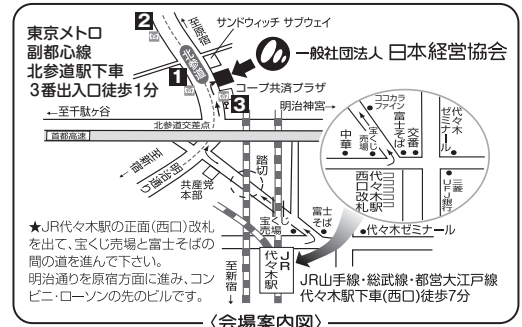 東京メトロ
副都心線
北参道駅下車
3番出入口徒歩1分
2
至原宿
サンドウィッチ サブウェイ
北参道
1
一般社団法人 日本経営協会
コープ共済プラザ
3
明治神宮→
←至千駄ヶ谷
北参道交差点
首都高速
至新宿
明治通り
共産党
本部
踏切
ココカラ
ファイン
中華
宝くじ
売場
富士そば
交番
代々木
ゼミナール
代々木駅
西口改札
三菱
UFJ銀行
宝くじ
売場
富士
そば
代々木ゼミナール
JR
代々木駅
至新宿
★JR代々木駅の正面(西口)改札
を出て、宝くじ売場と富士そばの
間の道を進んで下さい。
明治通りを原宿方面に進み、コン
ビニ・ローソンの先のビルです。
JR山手線・総武線・都営大江戸線
代々木駅下車(西口)徒歩7分
〈会場案内図〉